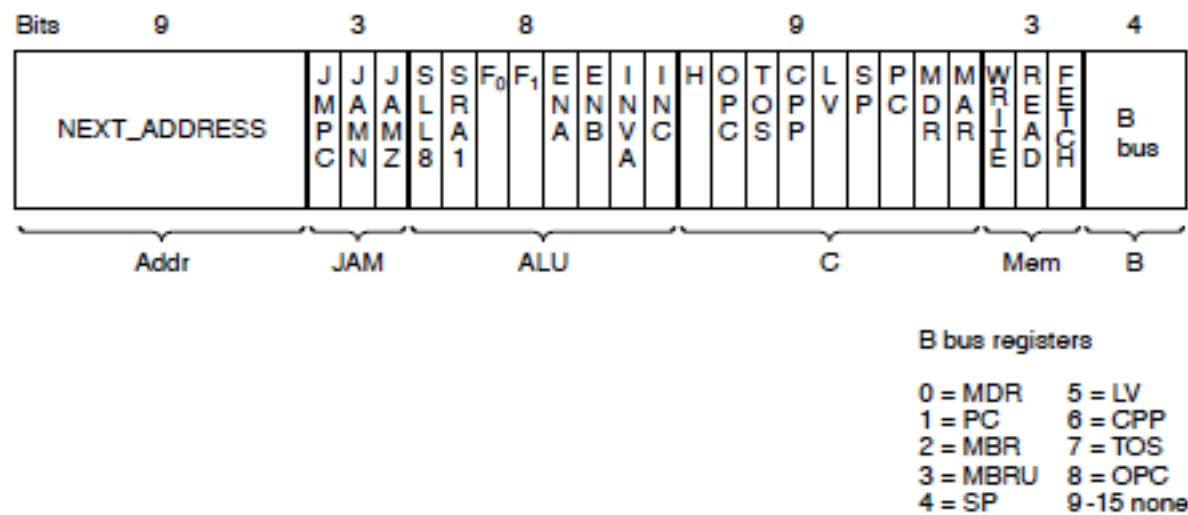 Bits 9 3 8 9 3 4
NEXT_ADDRESS JMPC JAMN JAMZ SLL8 SRA1 F0 F1 ENA ENB INVA INC H OPC TOS CPP LV SP PC MDR MAR WRITE READ FETCH B bus
Addr JAM ALU C Mem B
B bus registers
0 = MDR 5 = LV
1 = PC 6 = CPP
2 = MBR 7 = TOS
3 = MBRU 8 = OPC
4 = SP 9-15 none